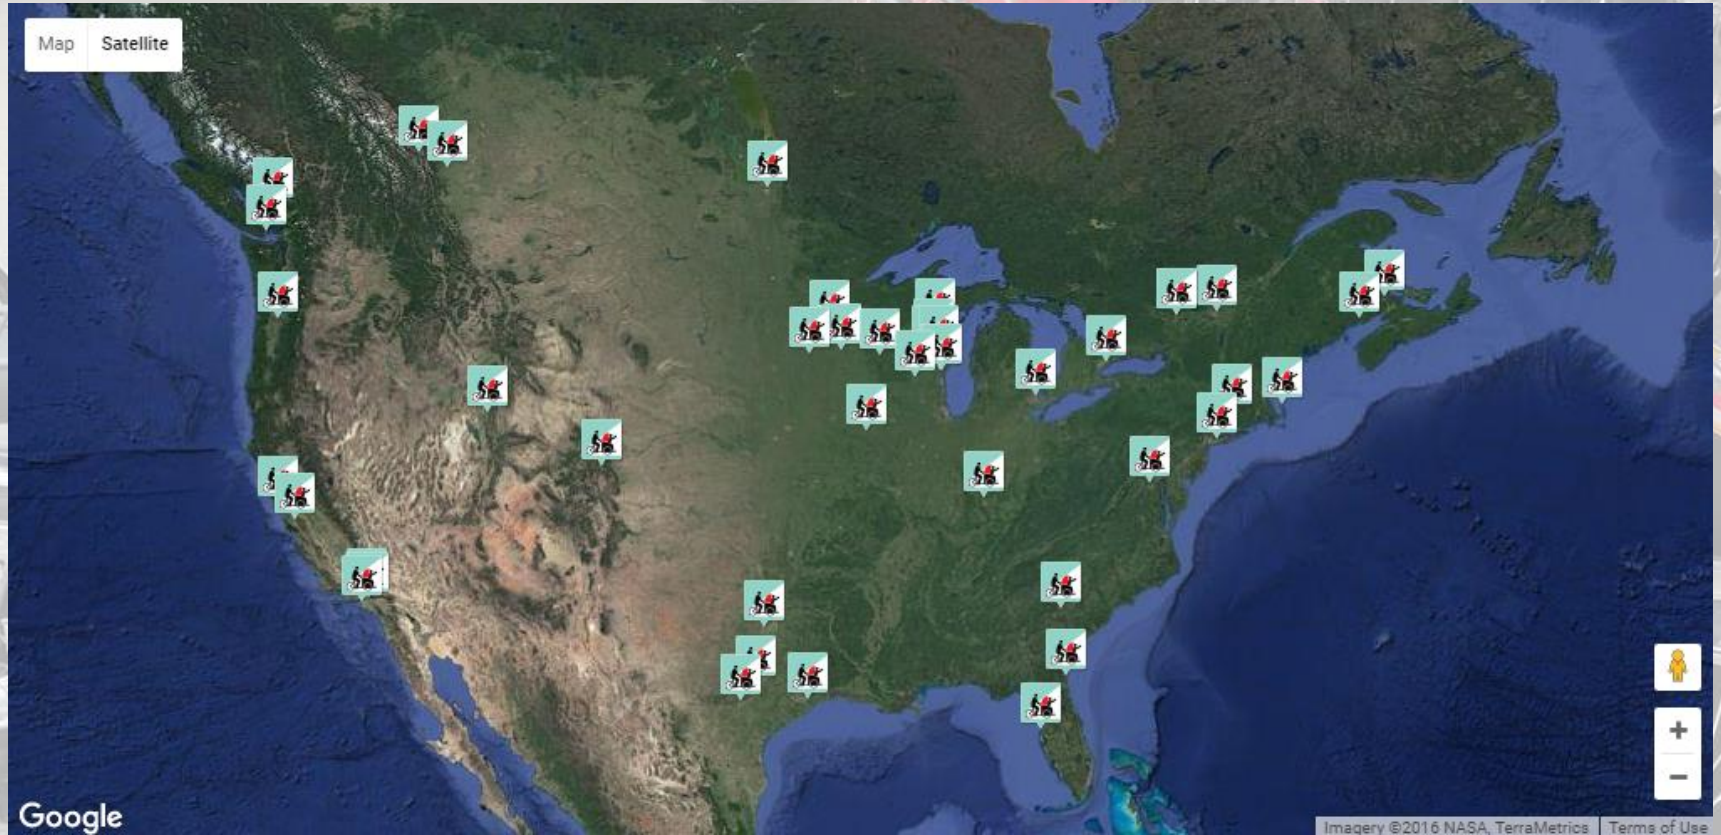 Map Satellite
+
−
Google
Imagery ©2016 NASA, TerraMetrics Terms of Use